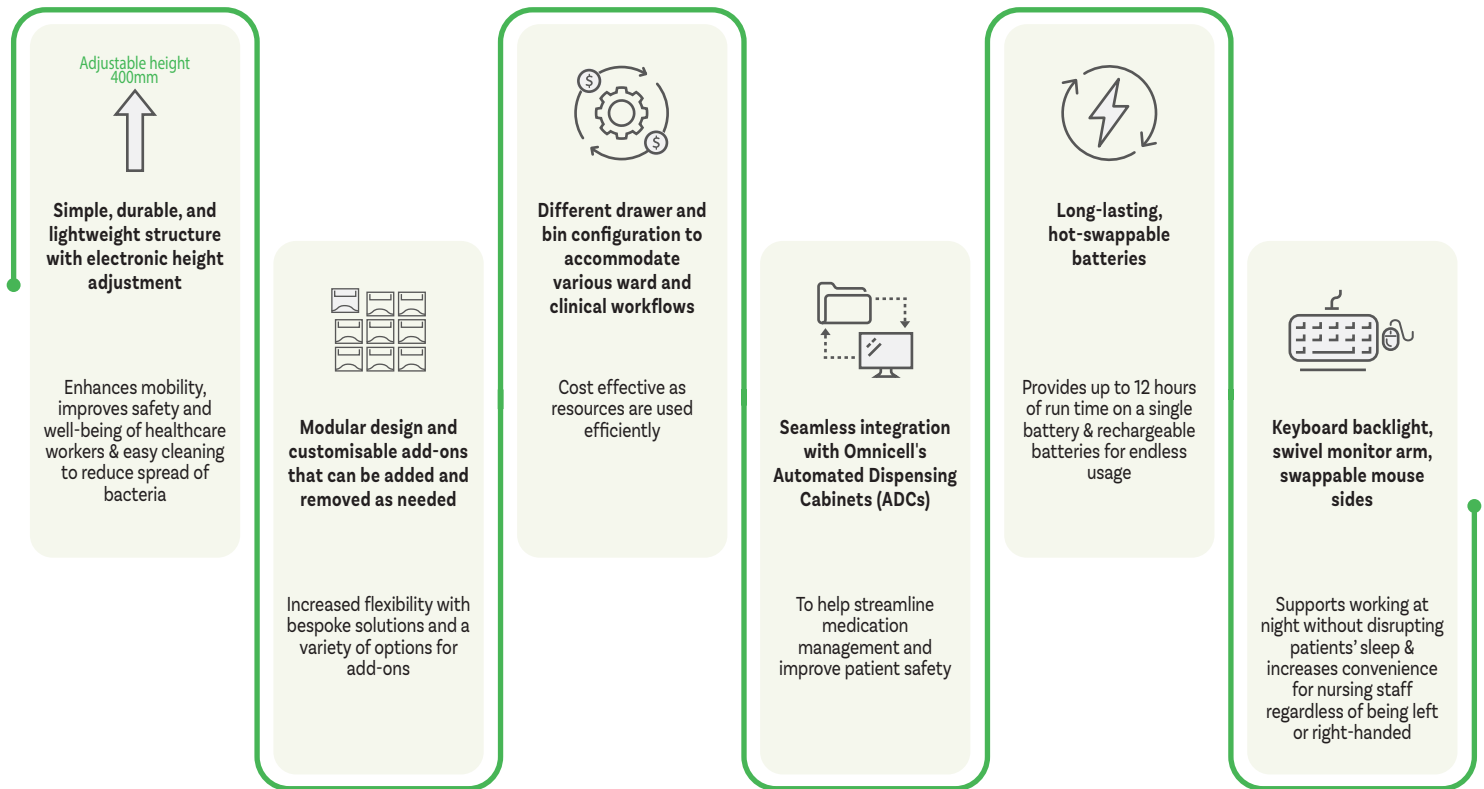 Adjustable height
400mm
Simple, durable, and
lightweight structure
with electronic height
adjustment
Enhances mobility,
improves safety and
well-being of healthcare
workers & easy cleaning
to reduce spread of
bacteria
Modular design and
customisable add-ons
that can be added and
removed as needed
Increased flexibility with
bespoke solutions and a
variety of options for
add-ons
$
$
Different drawer and
bin configuration to
accommodate
various ward and
clinical workflows
Cost effective as
resources are used
efficiently
Seamless integration
with Omnicell's
Automated Dispensing
Cabinets (ADCs)
To help streamline
medication
management and
improve patient safety
Long-lasting,
hot-swappable
batteries
Provides up to 12 hours
of run time on a single
battery & rechargeable
batteries for endless
usage
Keyboard backlight,
swivel monitor arm,
swappable mouse
sides
Supports working at
night without disrupting
patients’ sleep &
increases convenience
for nursing staff
regardless of being left
or right-handed